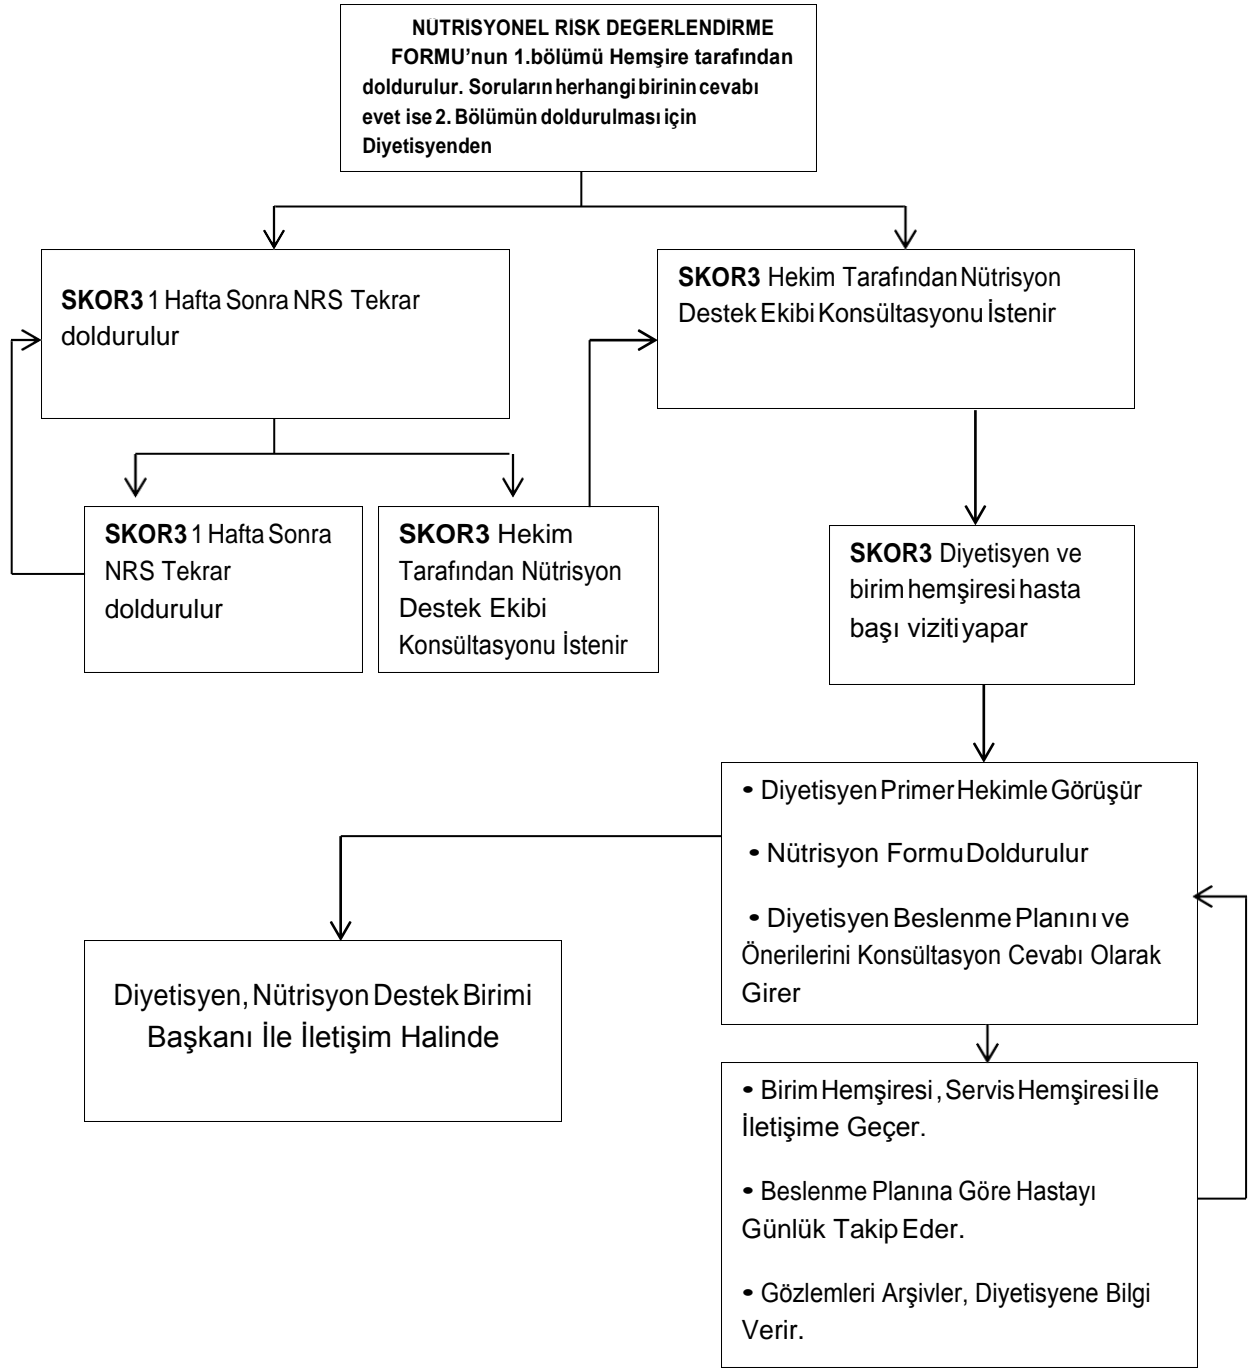 NÜTRISYONEL RISK DEGERLENDIRME
FORMU’nun 1.bölümü Hemşire tarafından
doldurulur. Soruların herhangi birinin cevabı
evet ise 2. Bölümün doldurulması için
Diyetisyenden
SKOR3 1 Hafta Sonra NRS Tekrar
doldurulur
SKOR3 Hekim Tarafından Nütrisyon
Destek Ekibi Konsültasyonu İstenir
SKOR3 1 Hafta Sonra
NRS Tekrar
doldurulur
SKOR3 Hekim
Tarafından Nütrisyon
Destek Ekibi
Konsültasyonu İstenir
SKOR3 Diyetisyen ve
birim hemşiresi hasta
başı viziti yapar
• Diyetisyen Primer Hekimle Görüşür
• Nütrisyon Formu Doldurulur
• Diyetisyen Beslenme Planını ve
Önerilerini Konsültasyon Cevabı Olarak
Girer
Diyetisyen, Nütrisyon Destek Birimi
Başkanı İle İletişim Halinde
• Birim Hemşiresi , Servis Hemşiresi İle
İletişime Geçer.
• Beslenme Planına Göre Hastayı
Günlük Takip Eder.
• Gözlemleri Arşivler, Diyetisyene Bilgi
Verir.